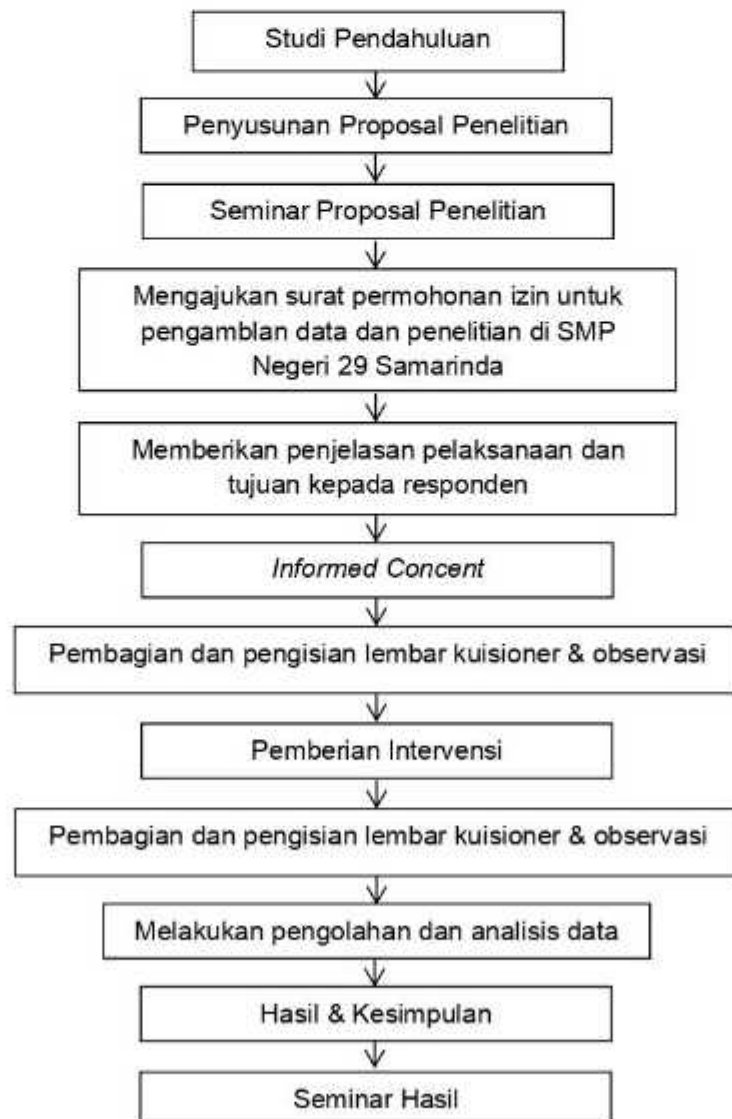 Studi Pendahuluan
Penyusunan Proposal Penelitian
Seminar Proposal Penelitian
Mengajukan surat permohonan izin untuk
pengamblan data dan penelitian di SMP
Negeri 29 Samarinda
Memberikan penjelasan pelaksanaan dan
tujuan kepada responden
Informed Concent
Pembagian dan pengisian lembar kuisioner & observasi
Pemberian Intervensi
Pembagian dan pengisian lembar kuisioner & observasi
Melakukan pengolahan dan analisis data
Hasil & Kesimpulan
Seminar Hasil